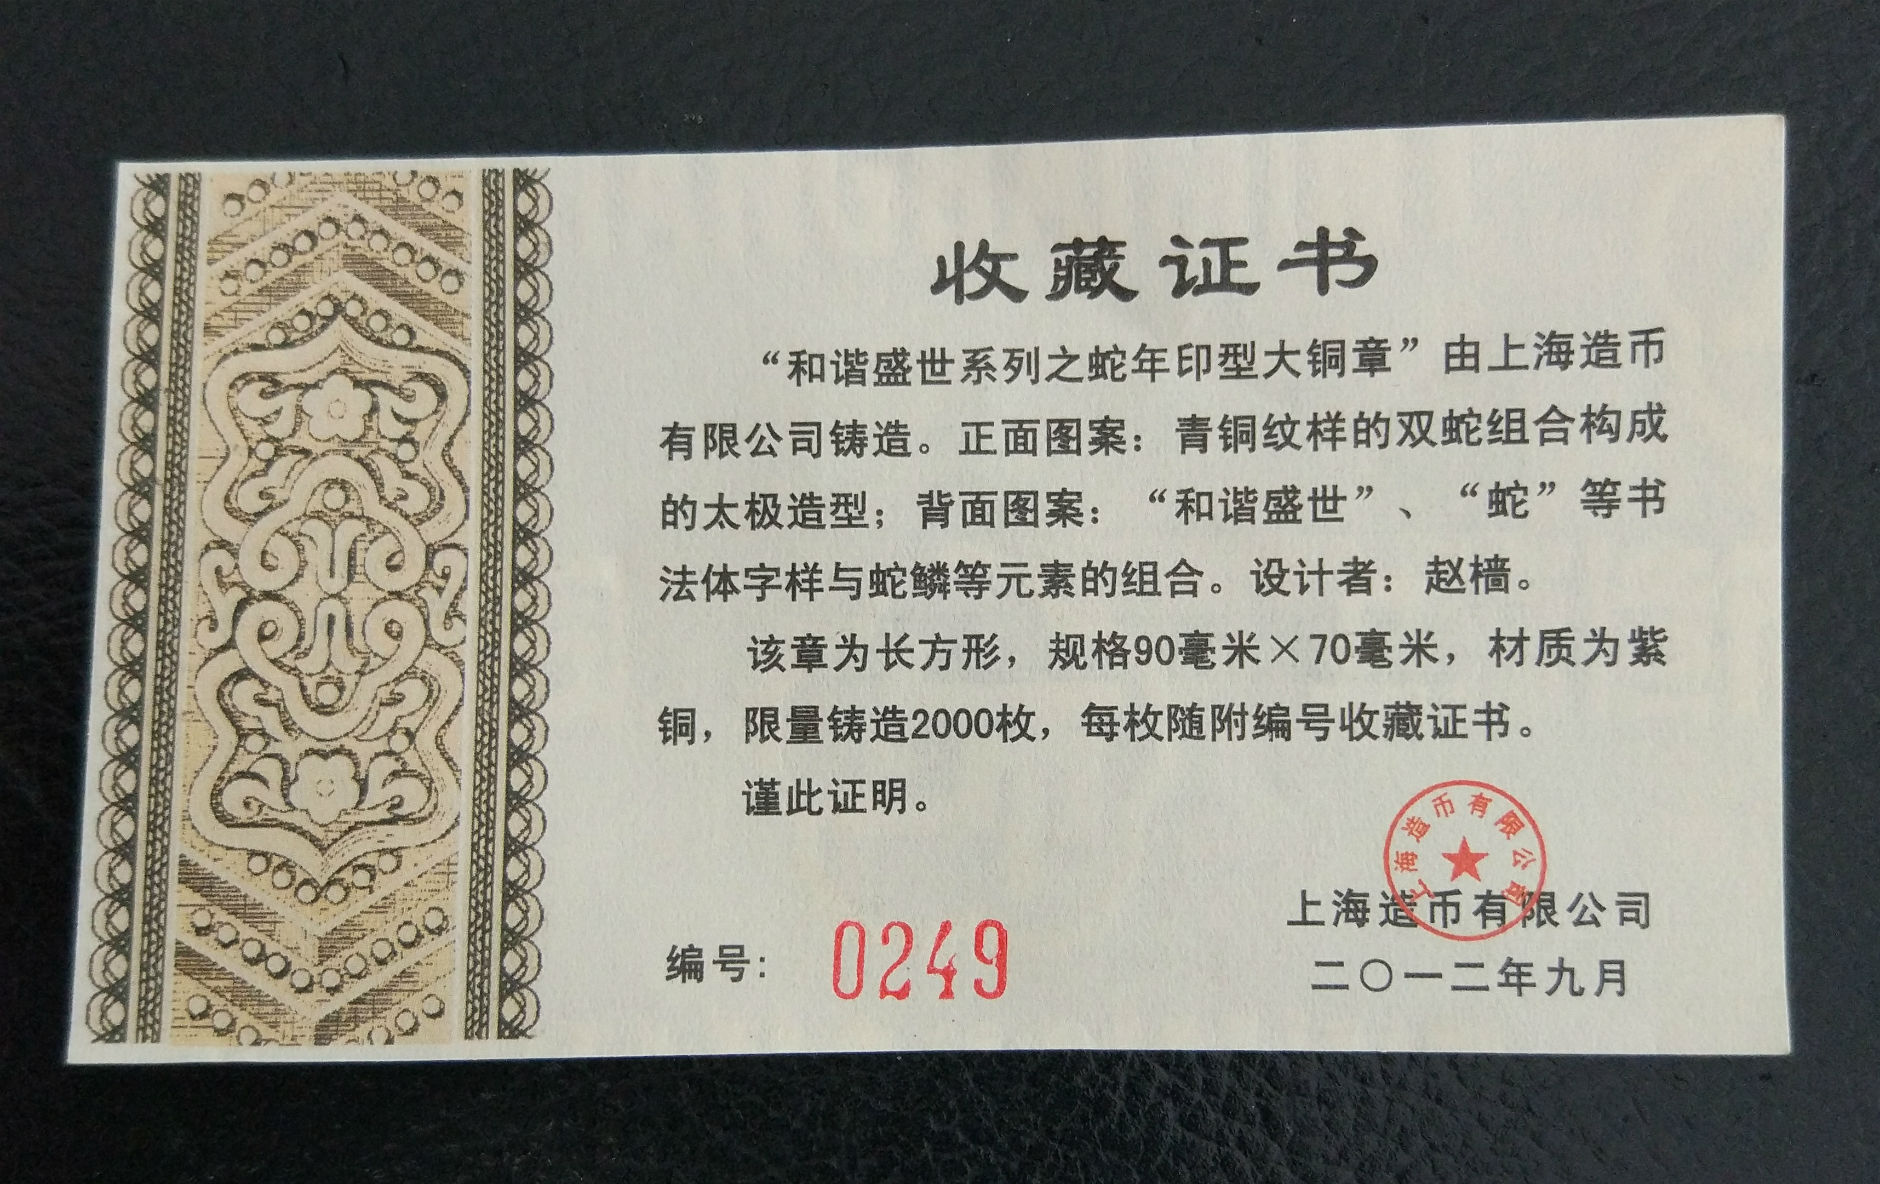 收藏证书
“和谐盛世系列之蛇年印型大铜章”由上海造币
有限公司铸造。正面图案：青铜纹样的双蛇组合构成
的太极造型；背面图案：“和谐盛世”、“蛇”等书
法体字样与蛇鳞等元素的组合。设计者：赵樯。
该章为长方形，规格90毫米×70毫米，材质为紫
铜，限量铸造2000枚，每枚随附编号收藏证书。
谨此证明。
上海造币有限公司
上海造币有限公司
二〇一二年九月
编号：0249